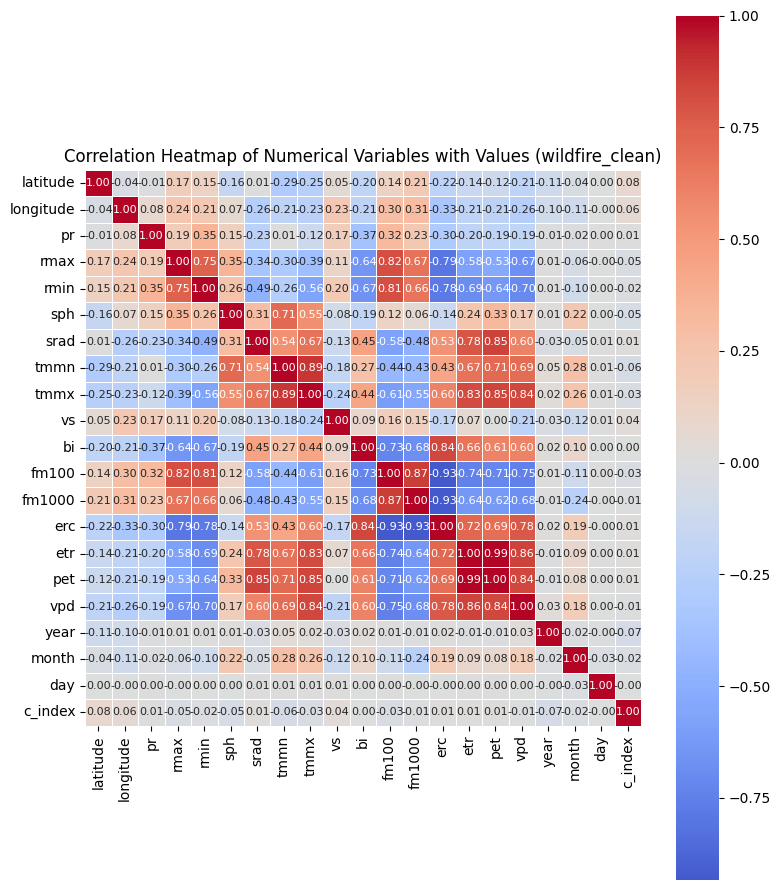 Correlation Heatmap of Numerical Variables with Values (wildfire_clean)
latitude 1.00 -0.04 -0.01 0.17 0.15 -0.16 0.01 -0.29 -0.25 0.05 -0.20 0.14 0.21 -0.22 -0.14 -0.12 -0.21 -0.11 -0.04 0.00 0.08
longitude -0.04 1.00 0.08 0.24 0.21 0.07 -0.26 -0.21 -0.23 0.23 -0.21 0.30 0.31 -0.33 -0.21 -0.21 -0.26 -0.10 -0.11 -0.00 0.06
pr -0.01 0.08 1.00 0.19 0.35 0.15 -0.23 0.01 -0.12 0.17 -0.37 0.32 0.23 -0.30 -0.20 -0.19 -0.19 -0.01 -0.02 0.00 0.01
rmax 0.17 0.24 0.19 1.00 0.75 0.35 -0.34 -0.30 -0.39 0.11 -0.64 0.82 0.67 -0.79 -0.58 -0.53 -0.67 0.01 -0.06 -0.00 -0.05
rmin 0.15 0.21 0.35 0.75 1.00 0.26 -0.49 -0.26 -0.56 0.20 -0.67 0.81 0.66 -0.78 -0.69 -0.64 -0.70 0.01 -0.10 0.00 -0.02
sph -0.16 0.07 0.15 0.35 0.26 1.00 0.31 0.71 0.55 -0.08 -0.19 0.12 0.06 -0.14 0.24 0.33 0.17 0.01 0.22 0.00 -0.05
srad 0.01 -0.26 -0.23 -0.34 -0.49 0.31 1.00 0.54 0.67 -0.13 0.45 -0.58 -0.48 0.53 0.78 0.85 0.60 -0.03 -0.05 0.01 0.01
tmmn -0.29 -0.21 0.01 -0.30 -0.26 0.71 0.54 1.00 0.89 -0.18 0.27 -0.44 -0.43 0.43 0.67 0.71 0.69 0.05 0.28 0.01 -0.06
tmmx -0.25 -0.23 -0.12 -0.39 -0.56 0.55 0.67 0.89 1.00 -0.24 0.44 -0.61 -0.55 0.60 0.83 0.85 0.84 0.02 0.26 0.01 -0.03
vs 0.05 0.23 0.17 0.11 0.20 -0.08 -0.13 -0.18 -0.24 1.00 0.09 0.16 0.15 -0.17 0.07 0.00 -0.21 -0.03 -0.12 0.01 0.04
bi -0.20 -0.21 -0.37 -0.64 -0.67 -0.19 0.45 0.27 0.44 0.09 1.00 -0.73 -0.68 0.84 0.66 0.61 0.60 0.02 0.10 0.00 0.00
fm100 0.14 0.30 0.32 0.82 0.81 0.12 -0.58 -0.44 -0.61 0.16 -0.73 1.00 0.87 -0.93 -0.74 -0.71 -0.75 0.01 -0.11 -0.00 -0.03
fm1000 0.21 0.31 0.23 0.67 0.66 0.06 -0.48 -0.43 -0.55 0.15 -0.68 0.87 1.00 -0.93 -0.64 -0.62 -0.68 -0.01 -0.24 -0.00 -0.01
erc -0.22 -0.33 -0.30 -0.79 -0.78 -0.14 0.53 0.43 0.60 -0.17 0.84 -0.93 -0.93 1.00 0.72 0.69 0.78 0.02 0.19 -0.00 0.01
etr -0.14 -0.21 -0.20 -0.58 -0.69 0.24 0.78 0.67 0.83 0.07 0.66 -0.74 -0.64 0.72 1.00 0.99 0.86 -0.01 0.09 0.00 0.01
pet -0.12 -0.21 -0.19 -0.53 -0.64 0.33 0.85 0.71 0.85 0.00 0.61 -0.71 -0.62 0.69 0.99 1.00 0.84 -0.01 0.08 0.00 0.01
vpd -0.21 -0.26 -0.19 -0.67 -0.70 0.17 0.60 0.69 0.84 -0.21 0.60 -0.75 -0.68 0.78 0.86 0.84 1.00 0.03 0.18 0.00 -0.01
year -0.11 -0.10 -0.01 0.01 0.01 0.01 -0.03 0.05 0.02 -0.03 0.02 0.01 -0.01 0.02 -0.01 -0.01 0.03 1.00 -0.02 -0.00 -0.07
month -0.04 -0.11 -0.02 -0.06 -0.10 0.22 -0.05 0.28 0.26 -0.12 0.10 -0.11 -0.24 0.19 0.09 0.08 0.18 -0.02 1.00 -0.03 -0.02
day 0.00 -0.00 0.00 -0.00 0.00 0.00 0.01 0.01 0.01 0.01 0.00 -0.00 -0.00 -0.00 0.00 0.00 0.00 -0.00 -0.03 1.00 -0.00
c_index 0.08 0.06 0.01 -0.05 -0.02 -0.05 0.01 -0.06 -0.03 0.04 0.00 -0.03 -0.01 0.01 0.01 0.01 -0.01 -0.07 -0.02 -0.00 1.00
latitude longitude pr rmax rmin sph srad tmmn tmmx vs bi fm100 fm1000 erc etr pet vpd year month day c_index
1.00
0.75
0.50
0.25
0.00
−0.25
−0.50
−0.75